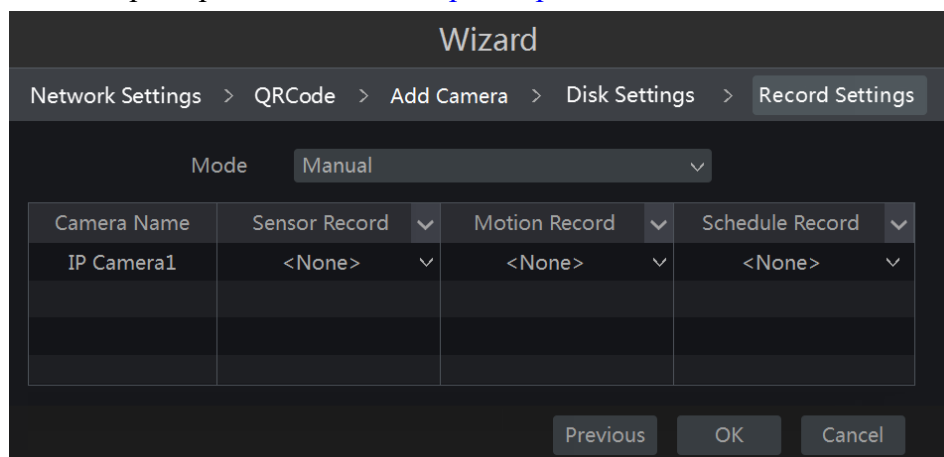 Wizard
Network Settings > QRCode > Add Camera > Disk Settings > Record Settings
Mode Manual
Camera Name Sensor Record Motion Record Schedule Record
IP Camera1 <None> <None> <None>
Previous OK Cancel